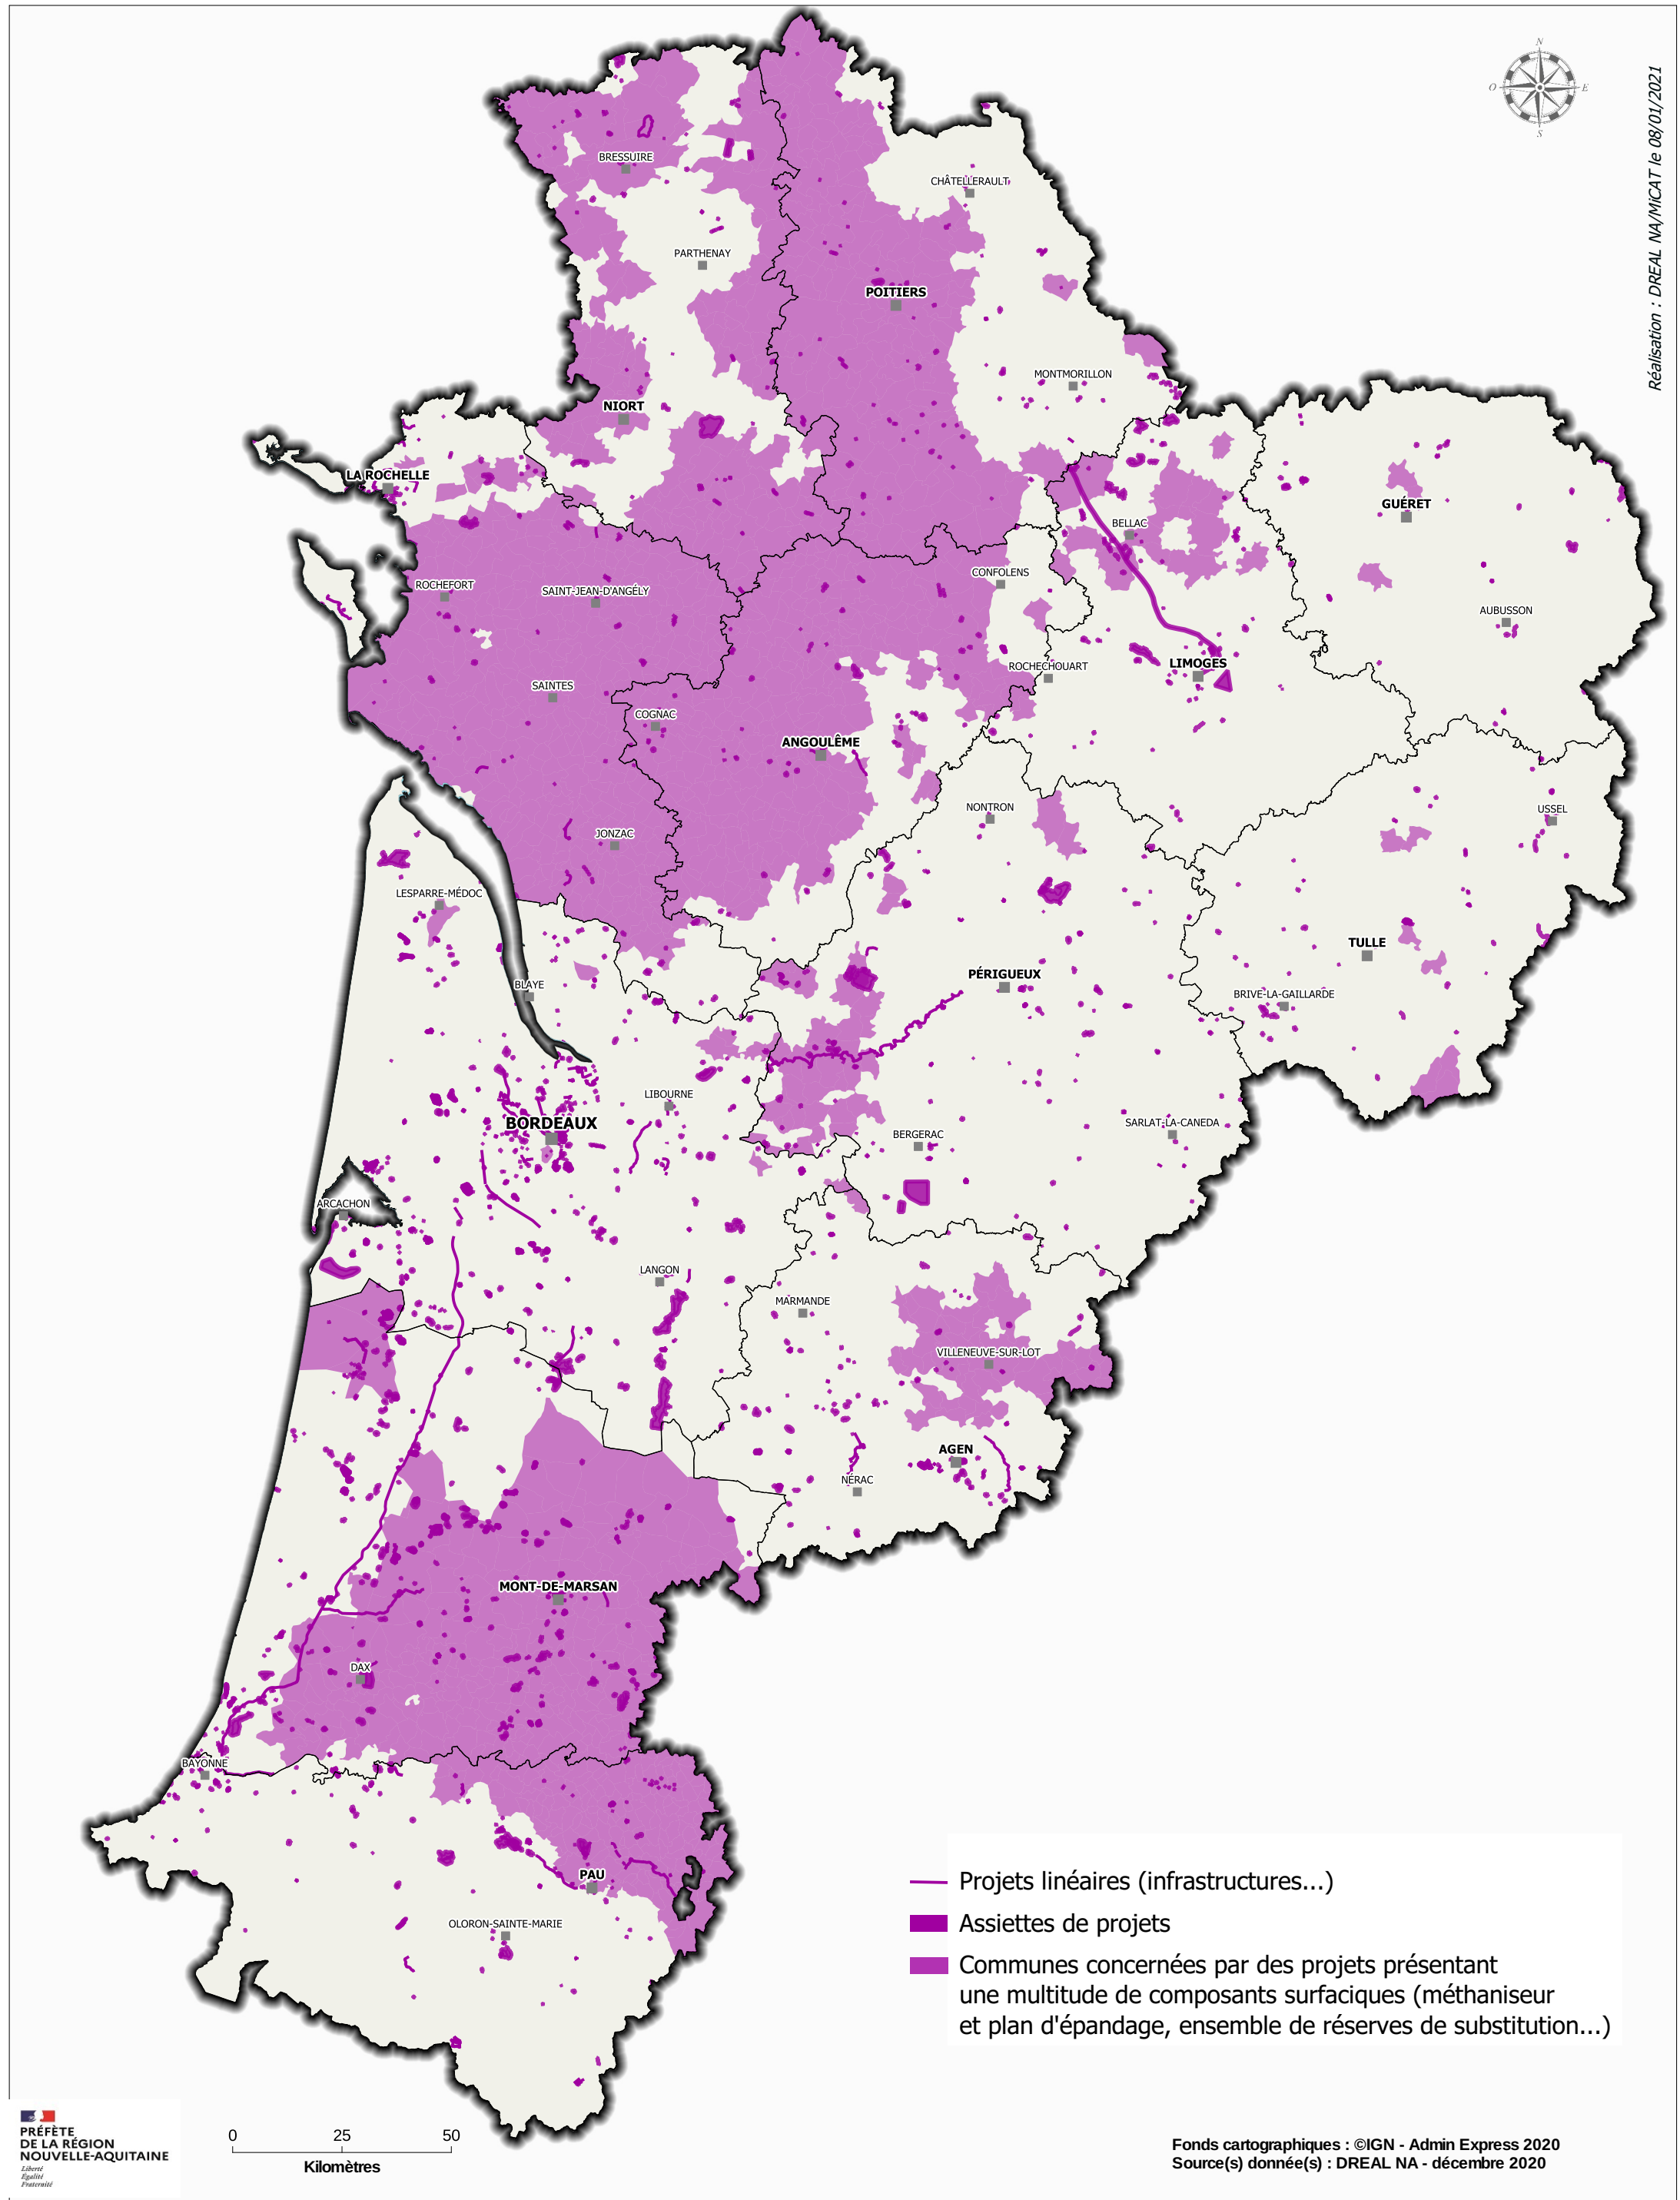 N
O
E
S
Réalisation : DREAL NA/MiCAT le 08/01/2021
BRESSUIRE
CHÂTELLERAULT
PARTHENAY
POITIERS
MONTMORILLON
NIORT
LA ROCHELLE
GUÉRET
BELLAC
CONFOLENS
ROCHEFORT
SAINT-JEAN-D'ANGÉLY
AUBUSSON
ROCHECHOUART
LIMOGES
SAINTES
COGNAC
ANGOULÊME
NONTRON
USSEL
JONZAC
LESPARRE-MÉDOC
TULLE
PÉRIGUEUX
BLAYE
BRIVE-LA-GAILLARDE
LIBOURNE
BORDEAUX
SARLAT-LA-CANEDA
BERGERAC
ARCACHON
LANGON
MARMANDE
VILLENEUVE-SUR-LOT
AGEN
NÉRAC
MONT-DE-MARSAN
DAX
BAYONNE
PAU
OLORON-SAINTE-MARIE
Projets linéaires (infrastructures...)
Assiettes de projets
Communes concernées par des projets présentant
une multitude de composants surfaciques (méthaniseur
et plan d'épandage, ensemble de réserves de substitution...)
PRÉFÈTE
DE LA RÉGION
NOUVELLE-AQUITAINE
Liberté
Égalité
Fraternité
0 25 50
Kilomètres
Fonds cartographiques : ©IGN - Admin Express 2020
Source(s) donnée(s) : DREAL NA - décembre 2020